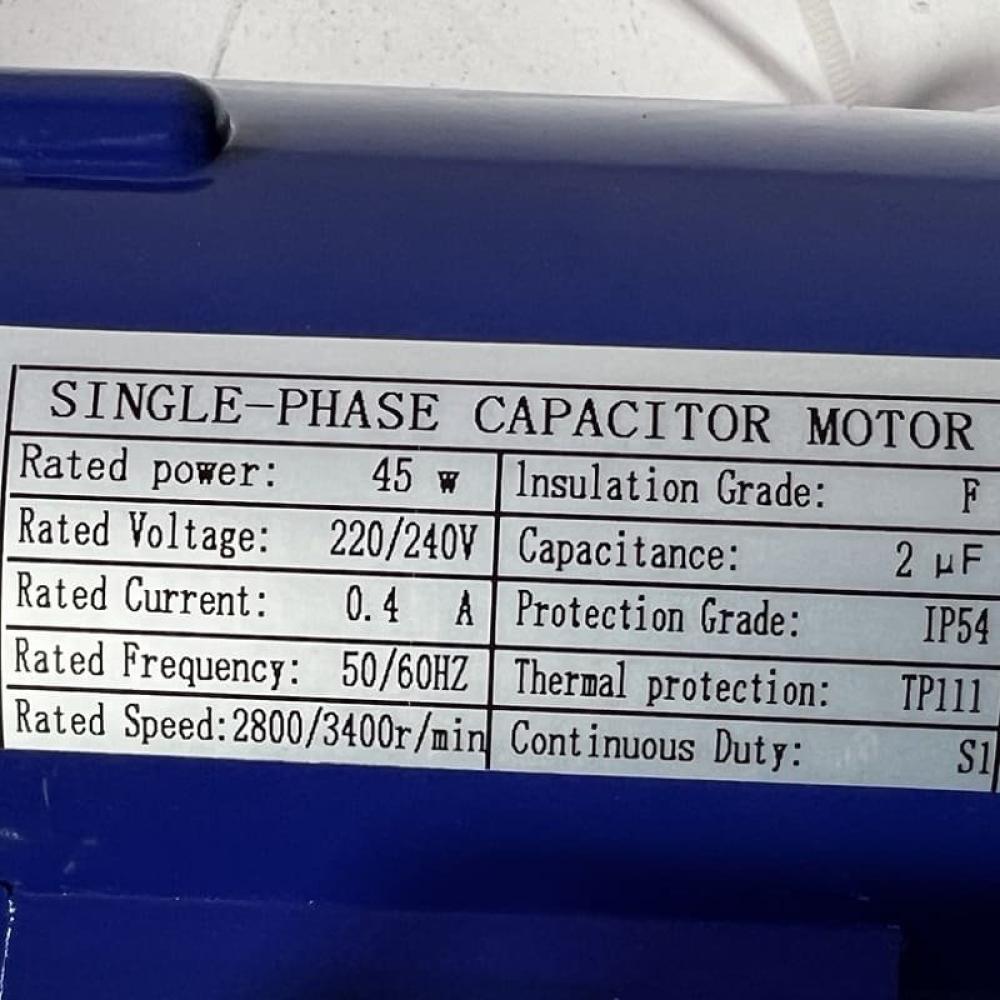 SINGLE-PHASE CAPACITOR MOTOR
Rated power: 45 w
Insulation Grade: F
Rated Voltage: 220/240V
Capacitance: 2 μF
Rated Current: 0.4 A
Protection Grade: IP54
Rated Frequency: 50/60HZ
Thermal protection: TP111
Rated Speed:2800/3400r/min
Continuous Duty: S1